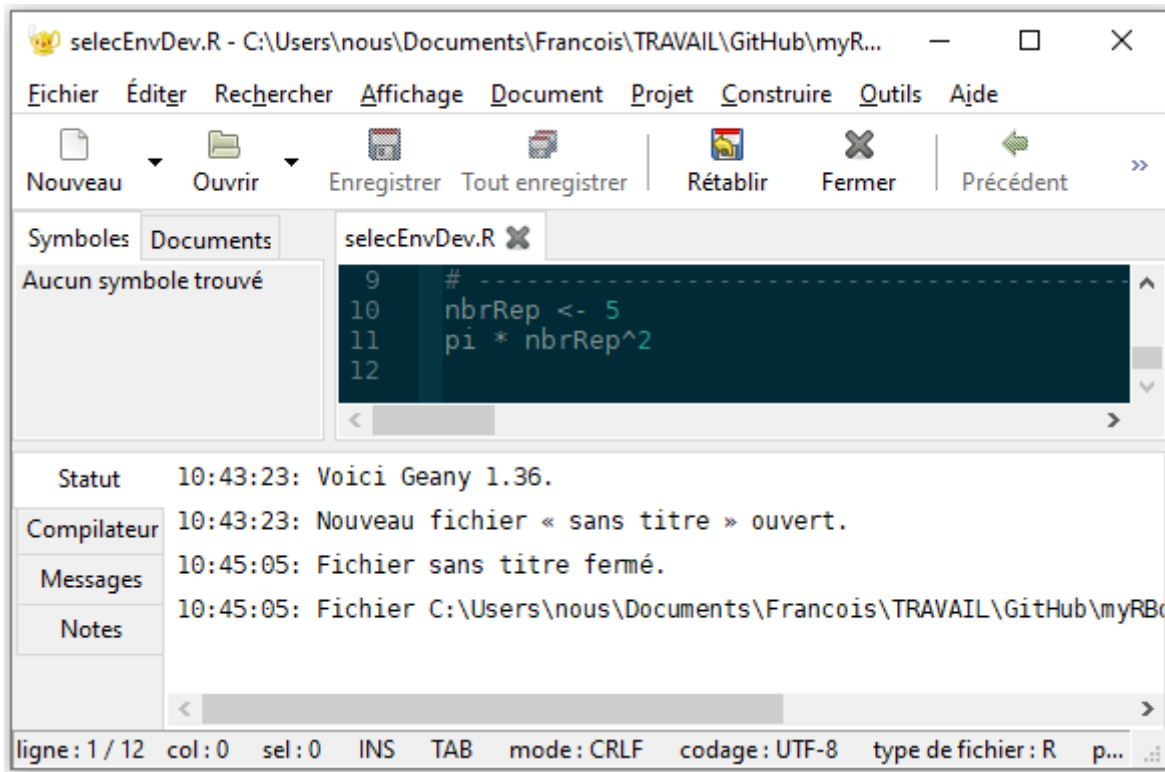 selecEnvDev.R - C:\Users\nous\Documents\Francois\TRAVAIL\GitHub\myR...
Fichier Éditer Rechercher Affichage Document Projet Construire Outils Aide
Nouveau Ouvrir Enregistrer Tout enregistrer Rétablir Fermer Précédent »
Symboles Documents
Aucun symbole trouvé
selecEnvDev.R
9 # -------------------------------------------
10 nbrRep <- 5
11 pi * nbrRep^2
12
Statut
Compilateur
Messages
Notes
10:43:23: Voici Geany 1.36.
10:43:23: Nouveau fichier « sans titre » ouvert.
10:45:05: Fichier sans titre fermé.
10:45:05: Fichier C:\Users\nous\Documents\Francois\TRAVAIL\GitHub\myRBo
ligne : 1 / 12 col : 0 sel : 0 INS TAB mode : CRLF codage : UTF-8 type de fichier : R p...